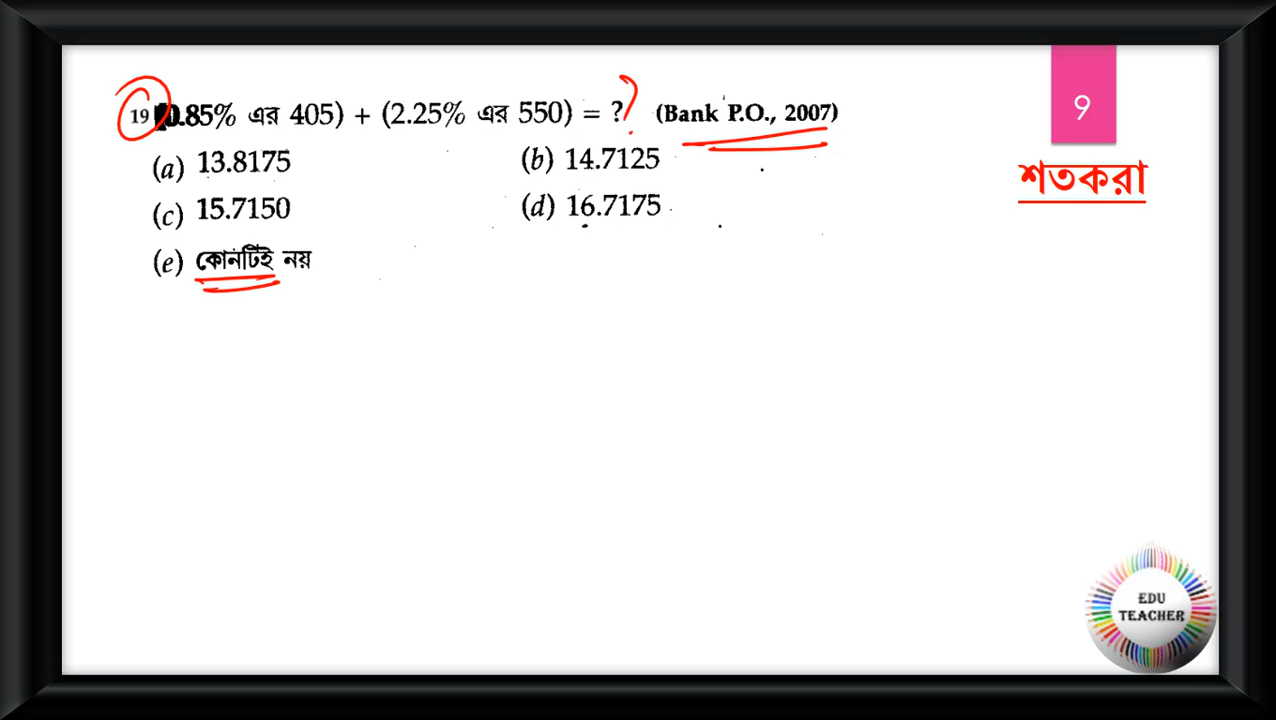 19 (0.85% এর 405) + (2.25% এর 550) = ? (Bank P.O., 2007)
(a) 13.8175 (b) 14.7125
(c) 15.7150 (d) 16.7175
(e) কোনটিই নয়
9
শতকরা
EDU
TEACHER